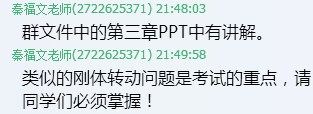 秦福文老师(2722625371) 21:48:03
群文件中的第三章PPT中有讲解。
秦福文老师(2722625371) 21:49:58
类似的刚体转动问题是考试的重点，请
同学们必须掌握！